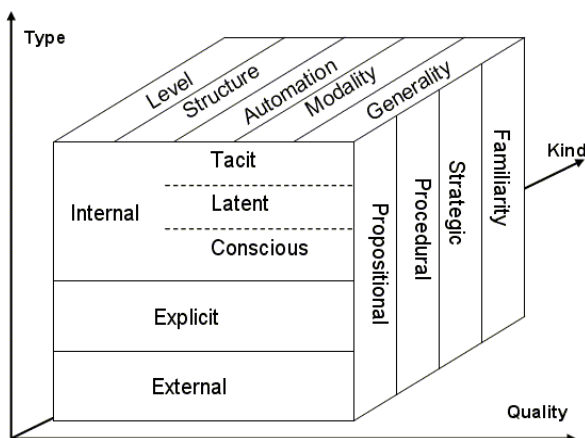 Type
Level
Structure
Automation
Modality
Generality
Kind
Internal
Tacit
Latent
Conscious
Explicit
External
Propositional
Procedural
Strategic
Familiarity
Quality